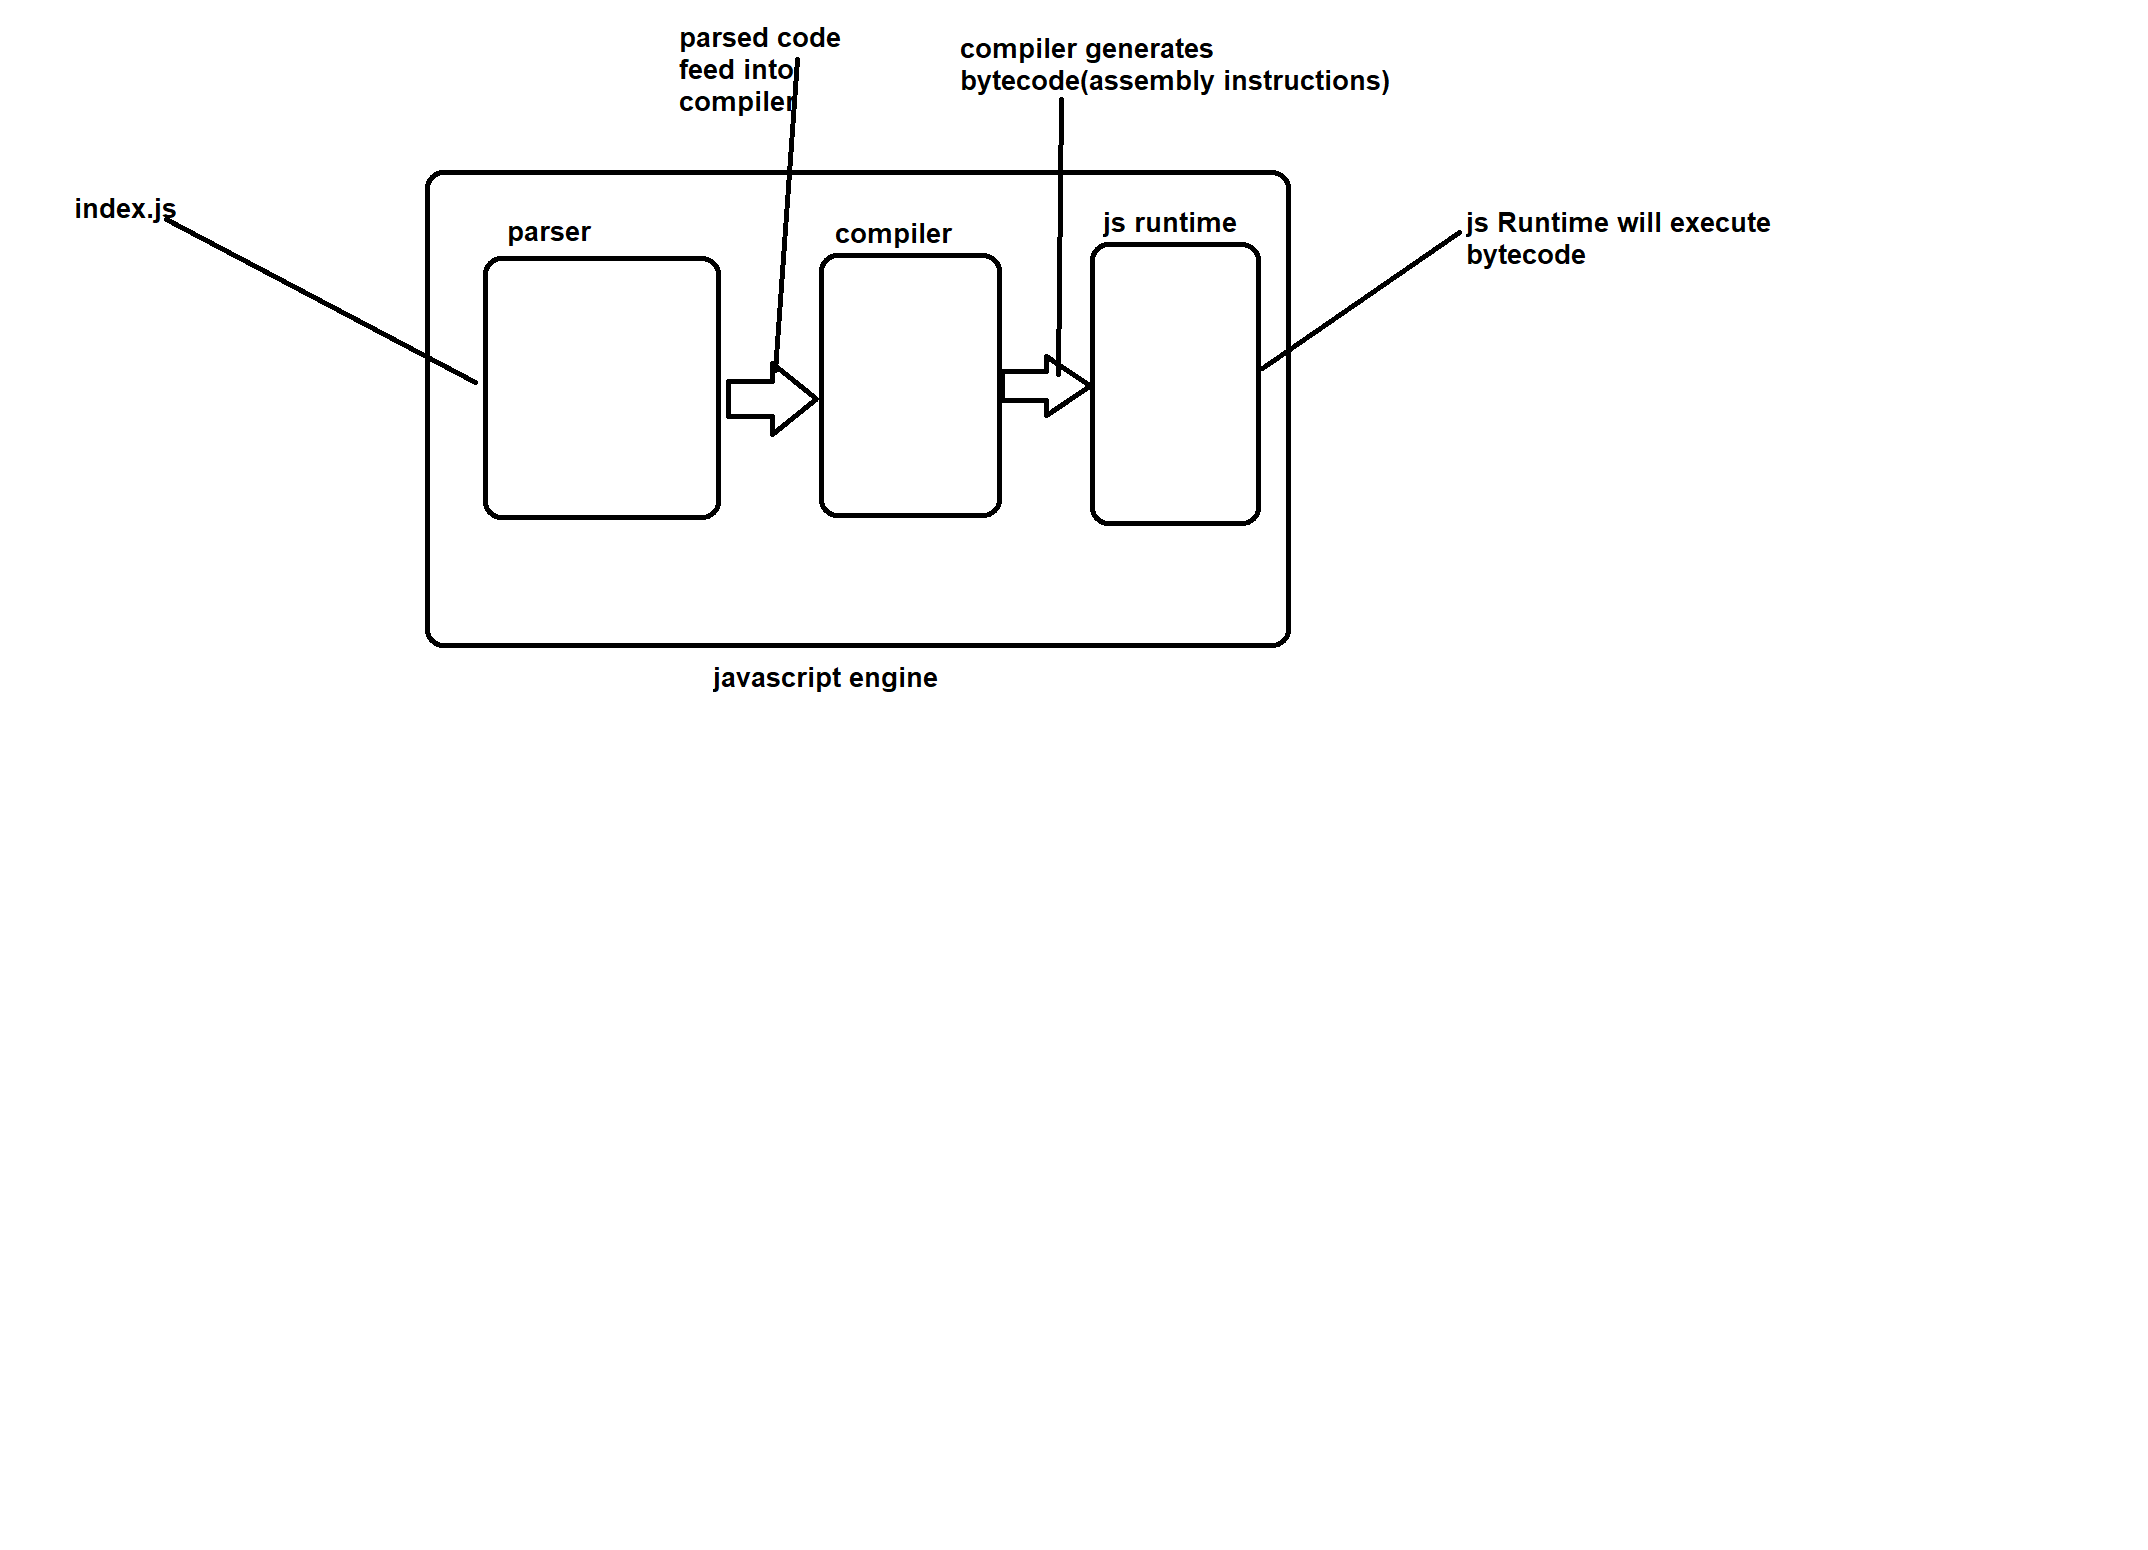 parsed code
feed into
compiler
compiler generates
bytecode(assembly instructions)
index.js
parser
compiler
js runtime
js Runtime will execute
bytecode
javascript engine